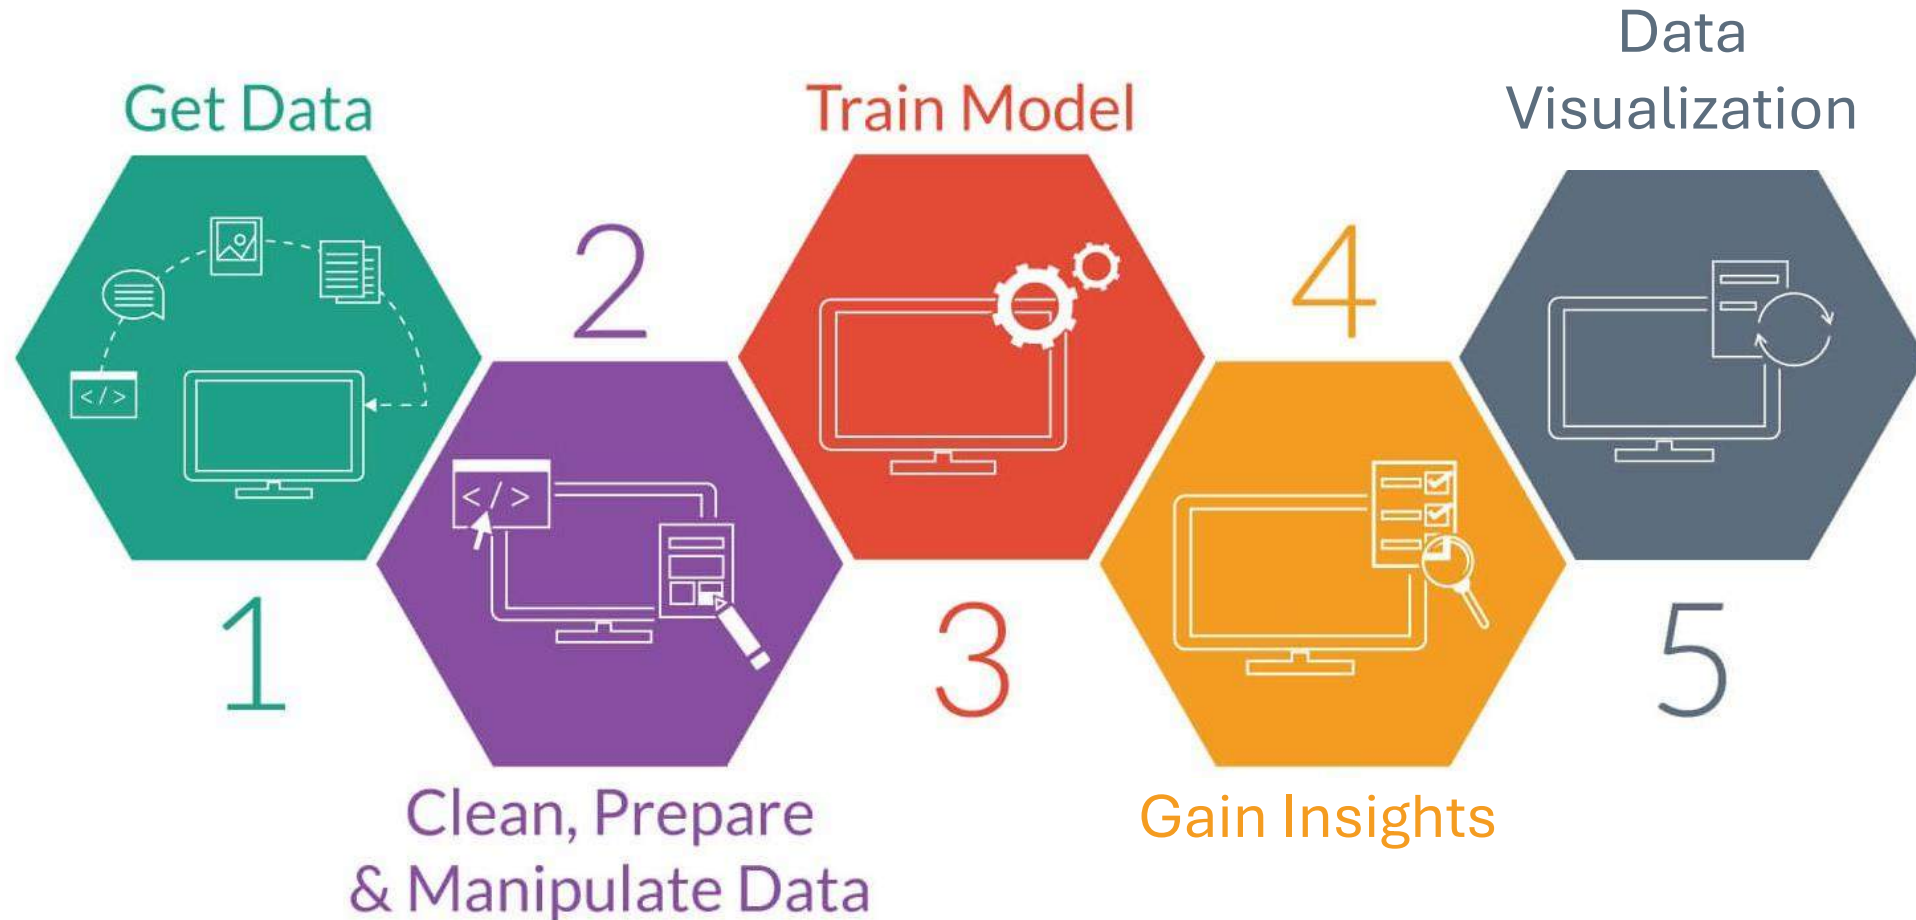 Get Data
1
2
Clean, Prepare
& Manipulate Data
Train Model
3
4
Gain Insights
Data
Visualization
5
</> 
</>